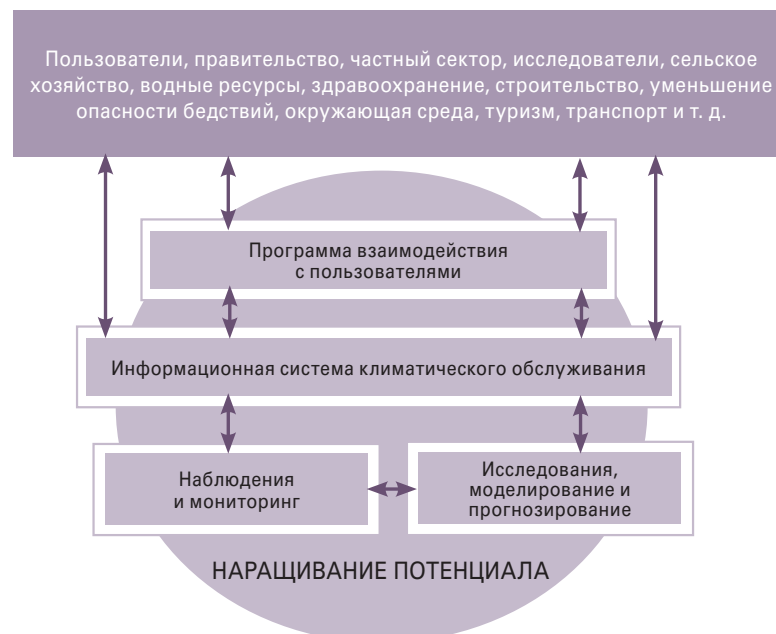 Пользователи, правительство, частный сектор, исследователи, сельское
хозяйство, водные ресурсы, здравоохранение, строительство, уменьшение
опасности бедствий, окружающая среда, туризм, транспорт и т. д.
Программа взаимодействия
с пользователями
Информационная система климатического обслуживания
Наблюдения
и мониторинг
Исследования,
моделирование и
прогнозирование
НАРАЩИВАНИЕ ПОТЕНЦИАЛА